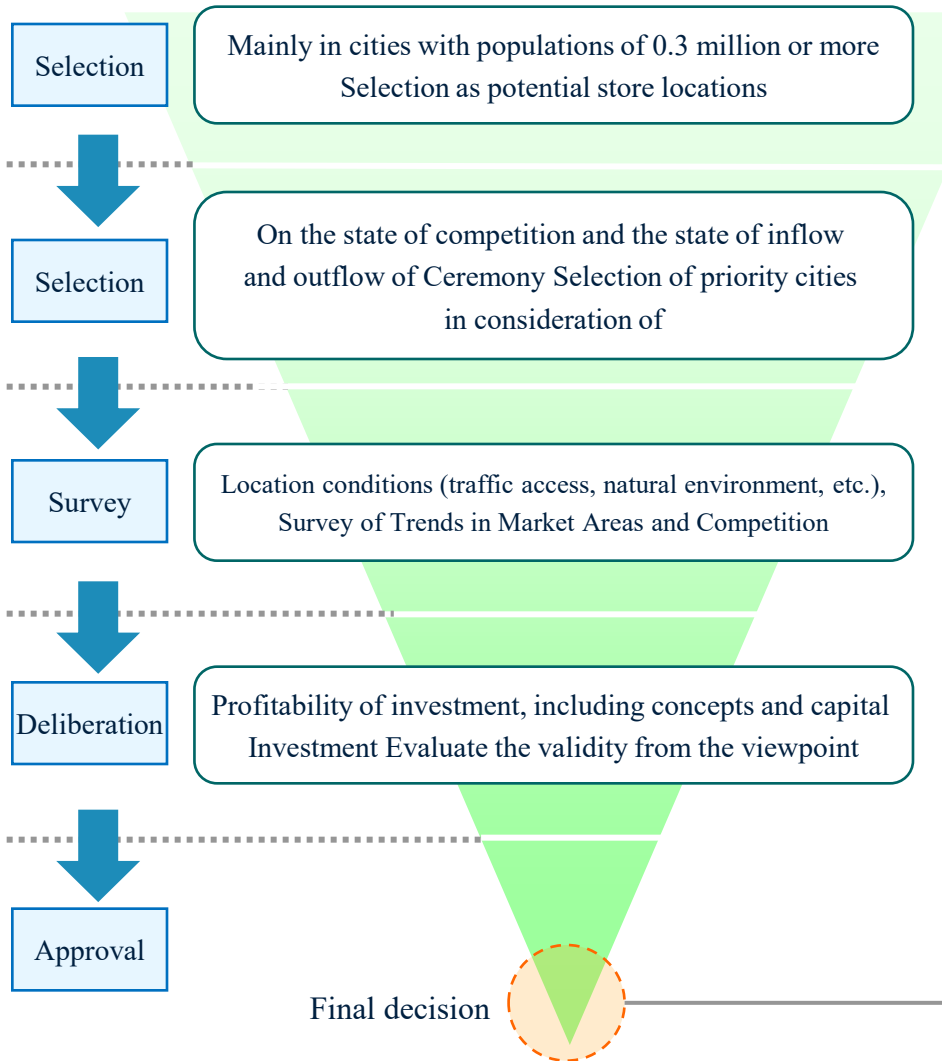 Selection
Mainly in cities with populations of 0.3 million or more
Selection as potential store locations
Selection
On the state of competition and the state of inflow
and outflow of Ceremony Selection of priority cities
in consideration of
Survey
Location conditions (traffic access, natural environment, etc.),
Survey of Trends in Market Areas and Competition
Deliberation
Profitability of investment, including concepts and capital
Investment Evaluate the validity from the viewpoint
Approval
Final decision